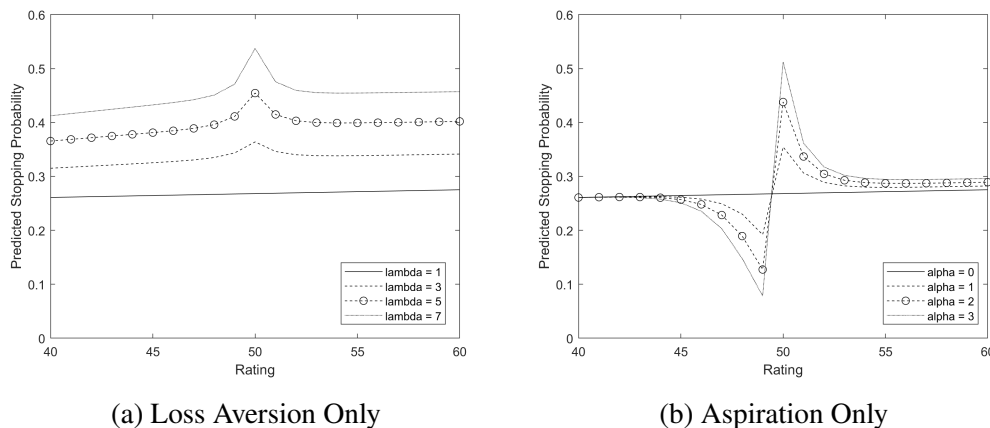 0.6
0.5
0.4
0.3
0.2
0.1
0
Predicted Stopping Probability
40 45 50 55 60
Rating
lambda = 1
lambda = 3
lambda = 5
lambda = 7
(a) Loss Aversion Only
0.6
0.5
0.4
0.3
0.2
0.1
0
Predicted Stopping Probability
40 45 50 55 60
Rating
alpha = 0
alpha = 1
alpha = 2
alpha = 3
(b) Aspiration Only